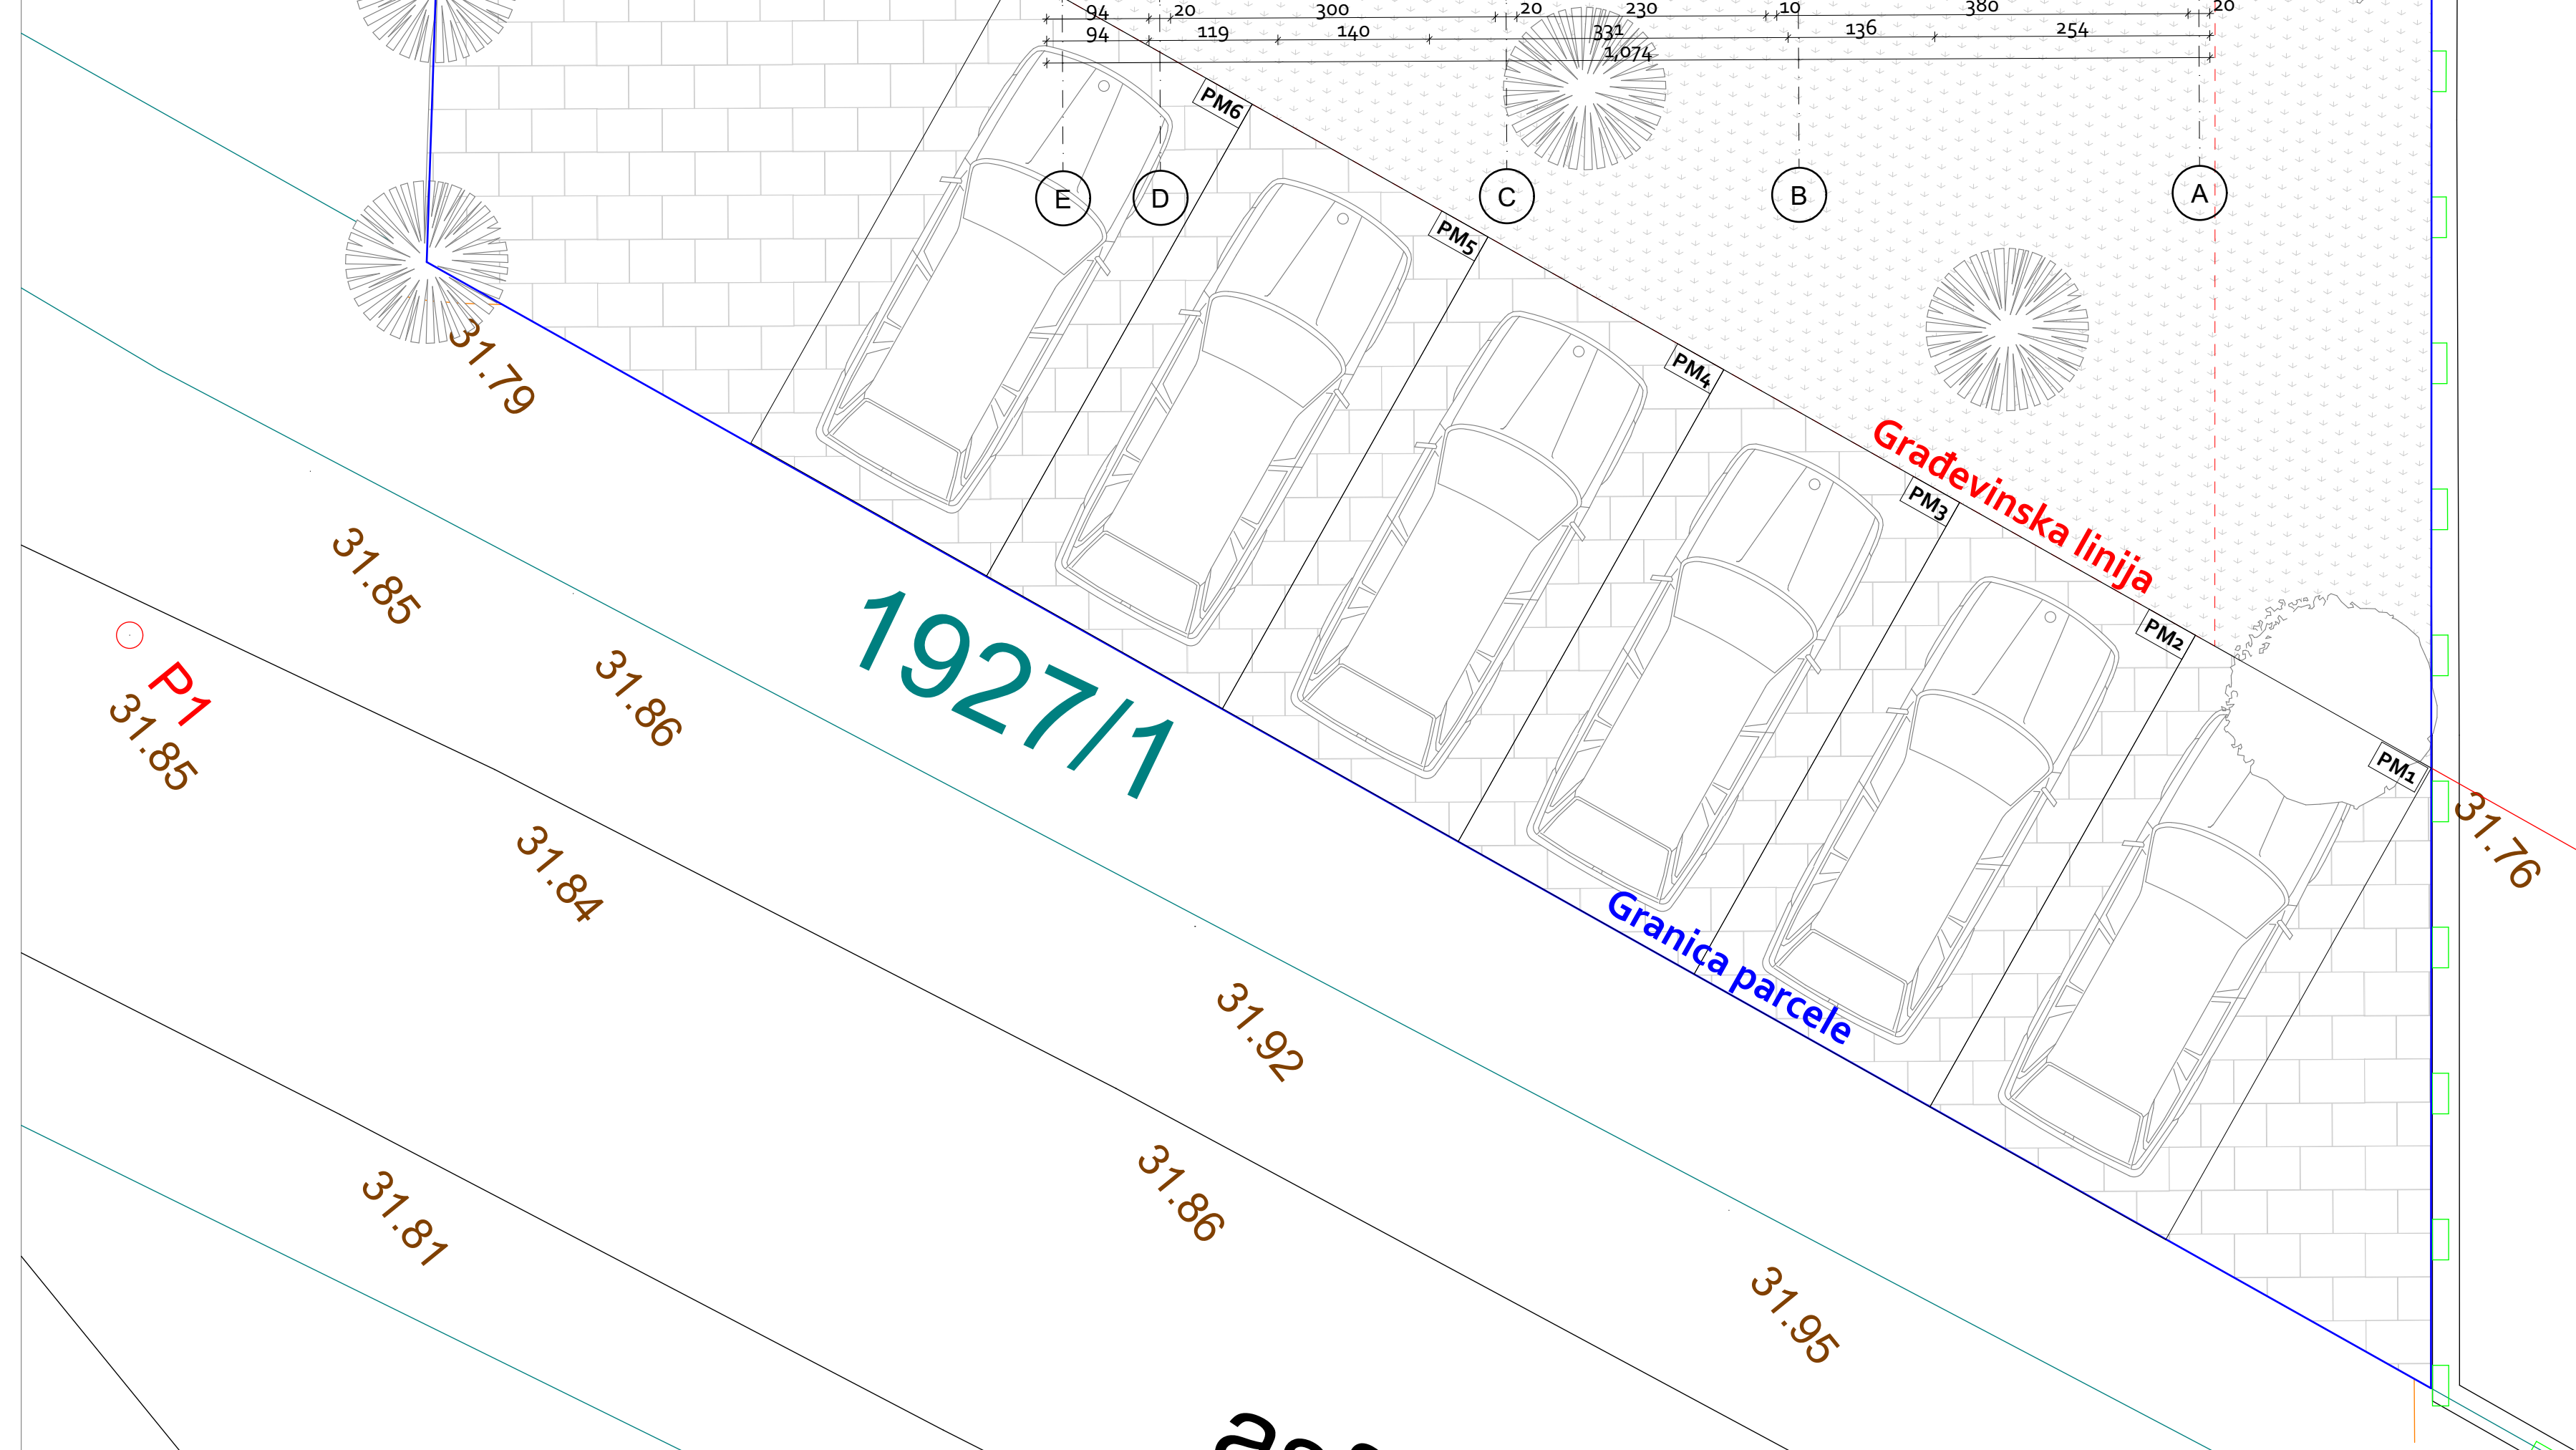 94 20 300 20 230 10 380 20
94 119 140 331 136 254
1,074
E D C B A
PM6
PM5
PM4
PM3
PM2
PM1
Građevinska linija
Granica parcele
1927/1
31.79
31.85
31.86
P1
31.85
31.84
31.76
31.92
31.86
31.81
31.95